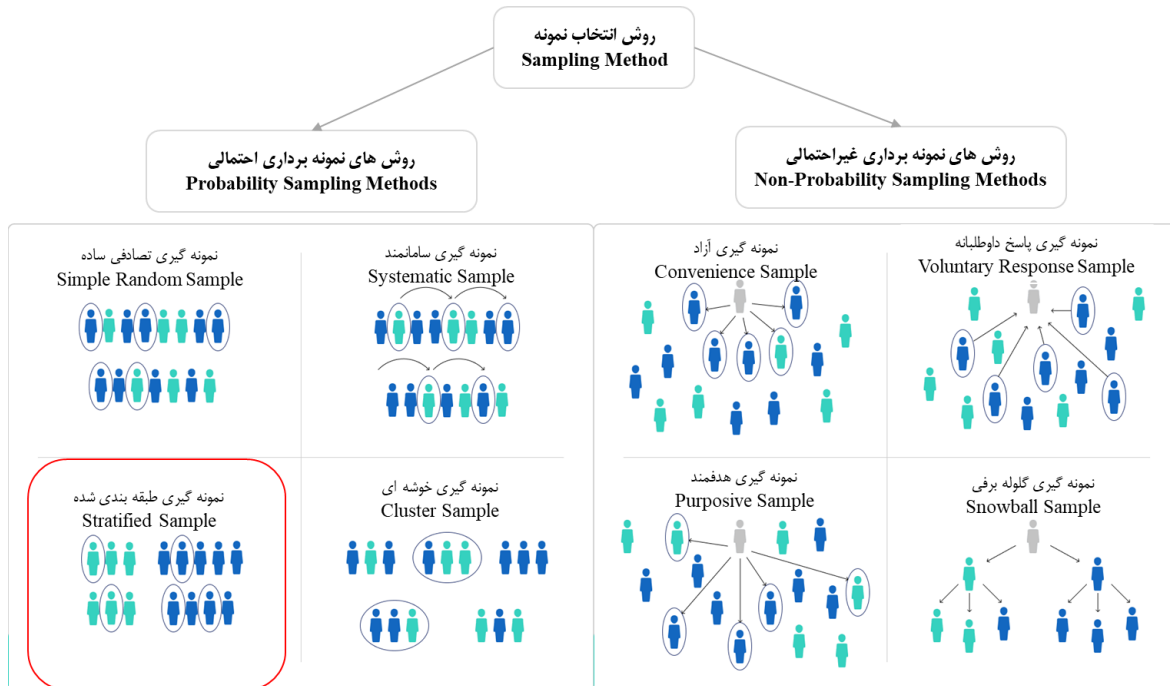 روش انتخاب نمونه
Sampling Method
روش های نمونه برداری احتمالی
Probability Sampling Methods
روش های نمونه برداری غیراحتمالی
Non-Probability Sampling Methods
نمونه گیری تصادفی ساده
Simple Random Sample
نمونه گیری سامانمند
Systematic Sample
نمونه گیری آزاد
Convenience Sample
نمونه گیری پاسخ داوطلبانه
Voluntary Response Sample
نمونه گیری طبقه بندی شده
Stratified Sample
نمونه گیری خوشه ای
Cluster Sample
نمونه گیری هدفمند
Purposive Sample
نمونه گیری گلوله برفی
Snowball Sample